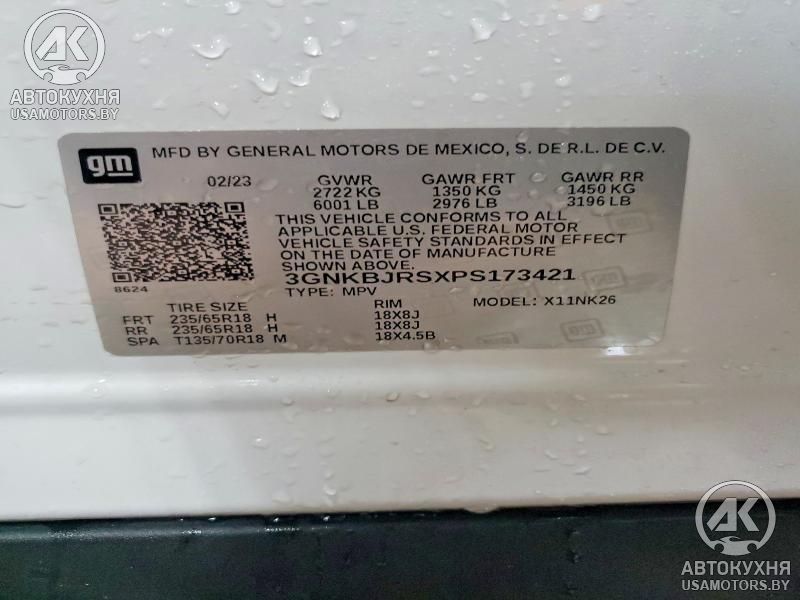 AK
АВТОКУХНЯ
USAMOTORS.BY
gm
MFD BY GENERAL MOTORS DE MEXICO, S. DE R.L. DE C.V.
02/23 GVWR GAWR FRT GAWR RR
2722 KG 1350 KG 1450 KG
6001 LB 2976 LB 3196 LB
THIS VEHICLE CONFORMS TO ALL
APPLICABLE U.S. FEDERAL MOTOR
VEHICLE SAFETY STANDARDS IN EFFECT
ON THE DATE OF MANUFACTURE
SHOWN ABOVE.
8624
3GNKBJRSXPS173421
TYPE: MPV MODEL: X11NK26
TIRE SIZE RIM
FRT 235/65R18 H 18X8J
RR 235/65R18 H 18X8J
SPA T135/70R18 M 18X4.5B
AK
АВТОКУХНЯ
USAMOTORS.BY